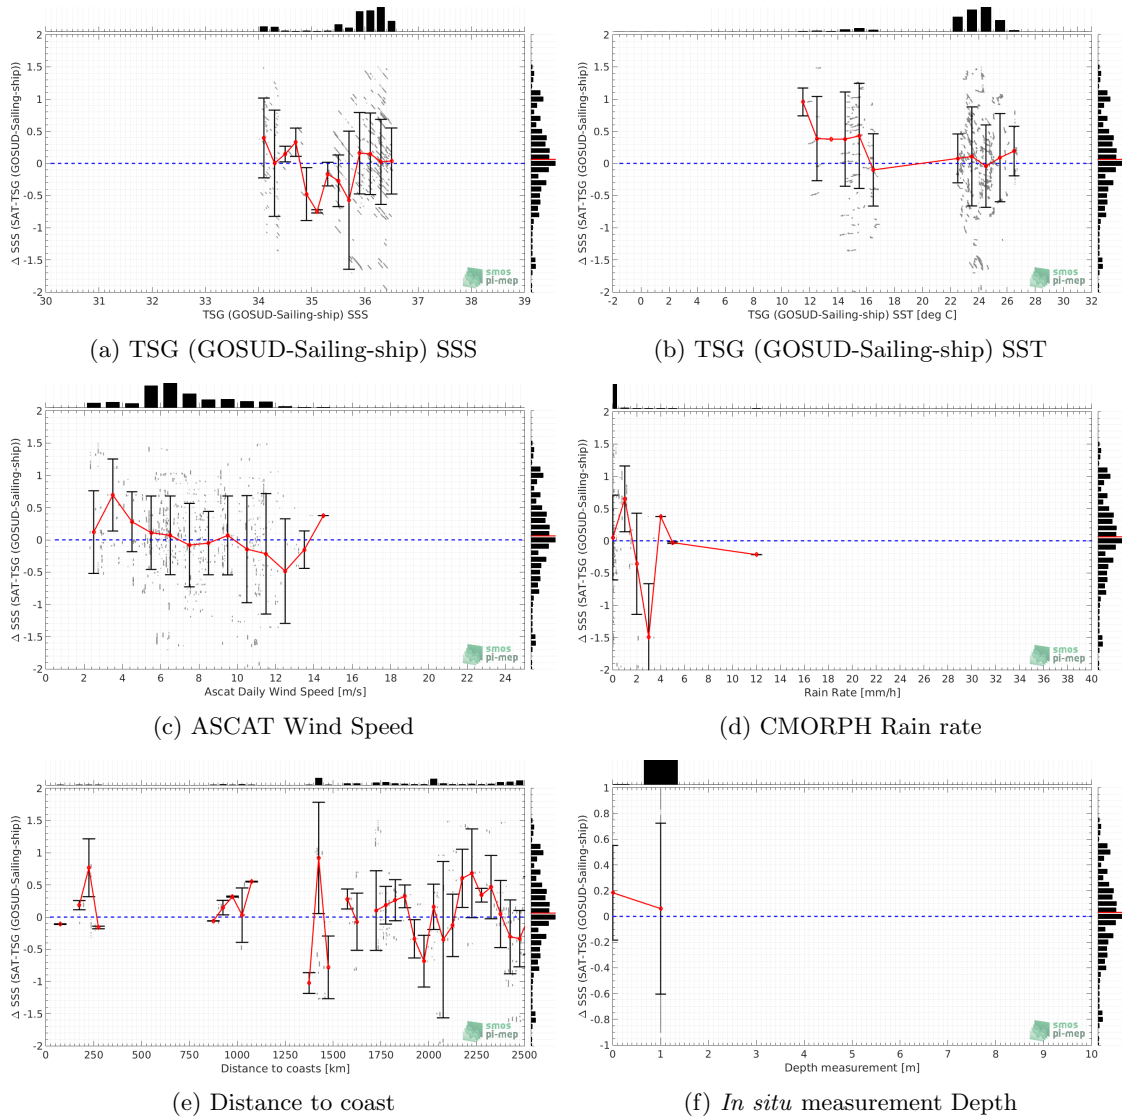 2
1.5
1
0.5
0
-0.5
-1
-1.5
-2
Δ SSS (SAT-TSG (GOSUD-Sailing-ship))
30 31 32 33 34 35 36 37 38 39
TSG (GOSUD-Sailing-ship) SSS
smos
pi-mep
(a) TSG (GOSUD-Sailing-ship) SSS
2
1.5
1
0.5
0
-0.5
-1
-1.5
-2
Δ SSS (SAT-TSG (GOSUD-Sailing-ship))
-2 0 2 4 6 8 10 12 14 16 18 20 22 24 26 28 30 32
TSG (GOSUD-Sailing-ship) SST [deg C]
smos
pi-mep
(b) TSG (GOSUD-Sailing-ship) SST
2
1.5
1
0.5
0
-0.5
-1
-1.5
-2
Δ SSS (SAT-TSG (GOSUD-Sailing-ship))
0 2 4 6 8 10 12 14 16 18 20 22 24
Ascat Daily Wind Speed [m/s]
smos
pi-mep
(c) ASCAT Wind Speed
2
1.5
1
0.5
0
-0.5
-1
-1.5
-2
Δ SSS (SAT-TSG (GOSUD-Sailing-ship))
0 2 4 6 8 10 12 14 16 18 20 22 24 26 28 30 32 34 36 38 40
Rain Rate [mm/h]
smos
pi-mep
(d) CMORPH Rain rate
2
1.5
1
0.5
0
-0.5
-1
-1.5
-2
Δ SSS (SAT-TSG (GOSUD-Sailing-ship))
0 250 500 750 1000 1250 1500 1750 2000 2250 2500
Distance to coasts [km]
smos
pi-mep
(e) Distance to coast
1
0.8
0.6
0.4
0.2
0
-0.2
-0.4
-0.6
-0.8
-1
Δ SSS (SAT-TSG (GOSUD-Sailing-ship))
0 1 2 3 4 5 6 7 8 9 10
Depth measurement [m]
smos
pi-mep
(f) In situ measurement Depth